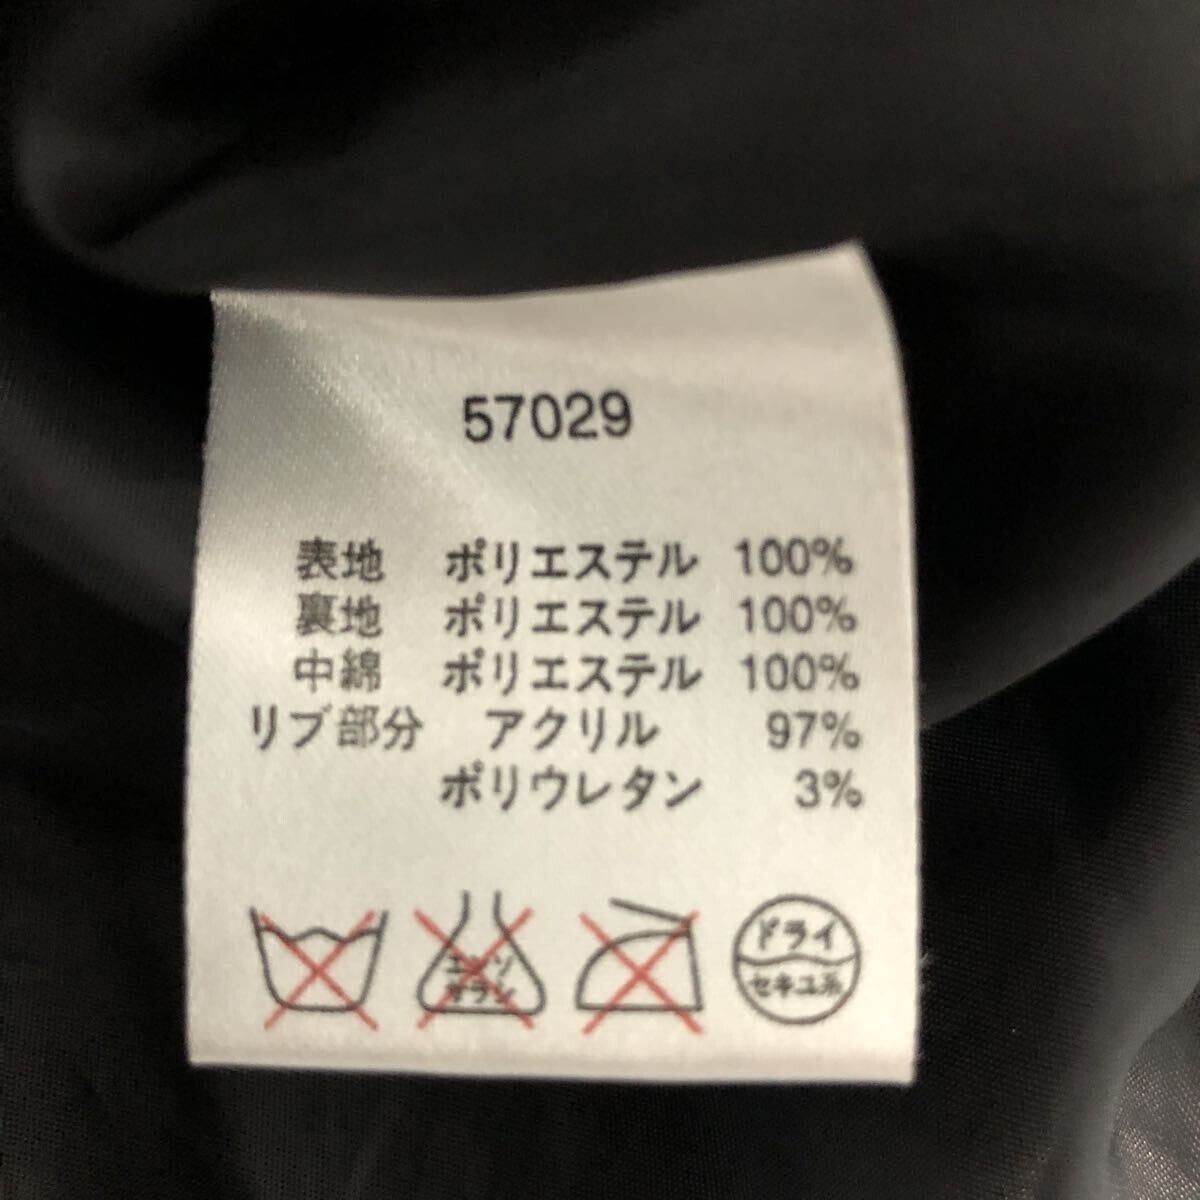 57029
表地 ポリエステル 100%
裏地 ポリエステル 100%
中綿 ポリエステル 100%
リブ部分 アクリル 97%
ポリウレタン 3%
エンソ
サラシ
ドライ
セキユ系